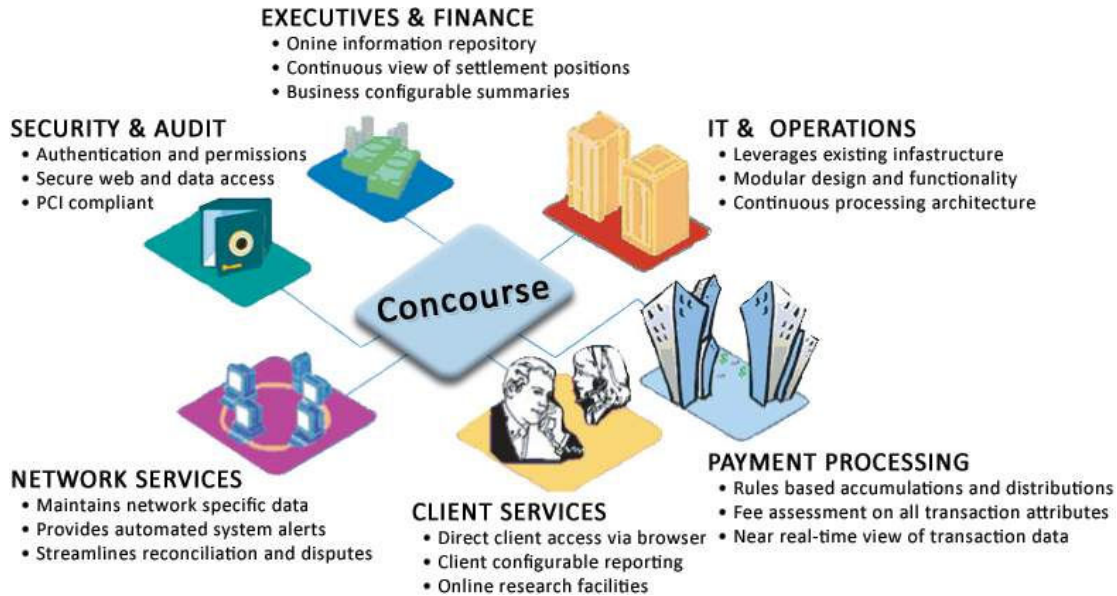 EXECUTIVES & FINANCE
• Onine information repository
• Continuous view of settlement positions
• Business configurable summaries
SECURITY & AUDIT
• Authentication and permissions
• Secure web and data access
• PCI compliant
IT & OPERATIONS
• Leverages existing infastructure
• Modular design and functionality
• Continuous processing architecture
Concourse
NETWORK SERVICES
• Maintains network specific data
• Provides automated system alerts
• Streamlines reconciliation and disputes
CLIENT SERVICES
• Direct client access via browser
• Client configurable reporting
• Online research facilities
PAYMENT PROCESSING
• Rules based accumulations and distributions
• Fee assessment on all transaction attributes
• Near real-time view of transaction data